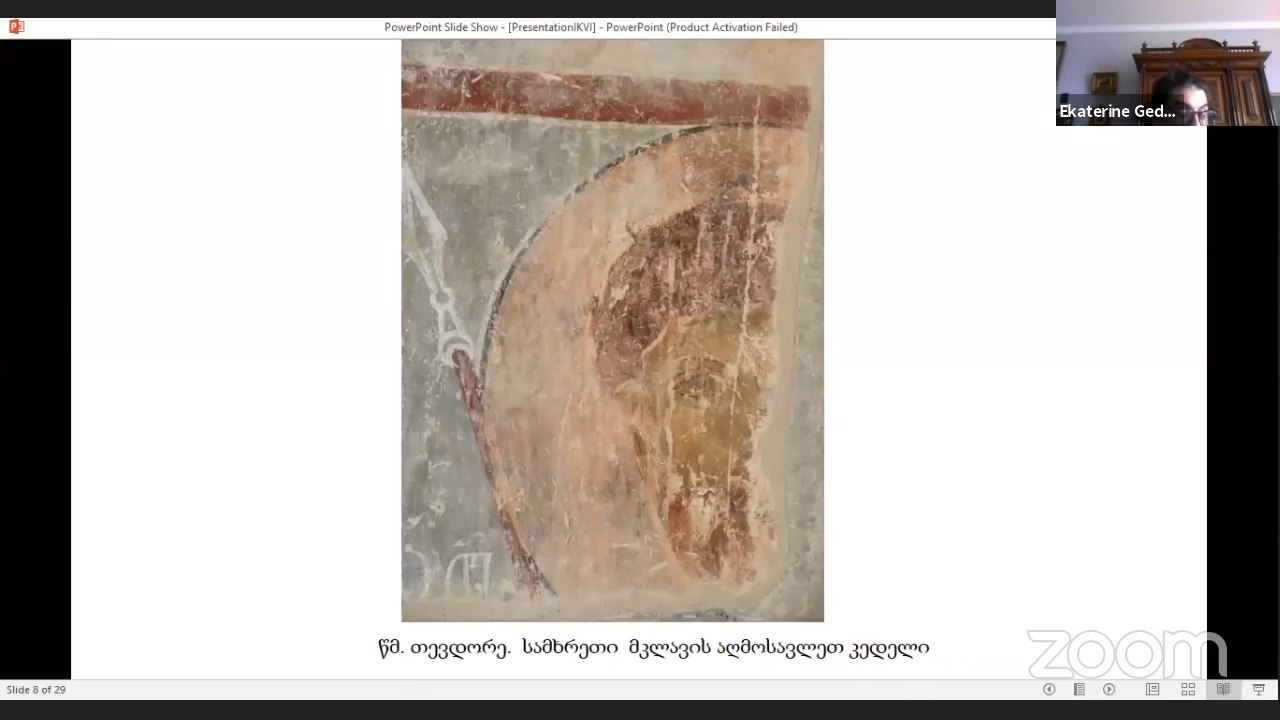 PowerPoint Slide Show - [PresentationIKVI] - PowerPoint (Product Activation Failed)
Ekaterine Ged...
წმ. თევდორე. სამხრეთი მკლავის აღმოსავლეთ კედელი
zoom
Slide 8 of 29